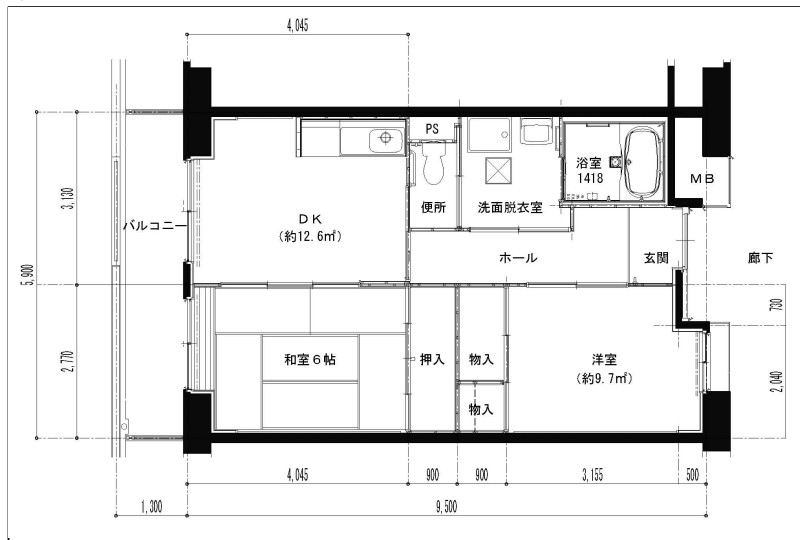 4,045
PS
浴室
1418
MB
3,130
バルコニー
DK
(約12.6㎡)
便所
洗面脱衣室
ホール
玄関
廊下
5,900
730
2,770
和室6帖
押入
物入
洋室
(約9.7㎡)
物入
2,040
4,045
900
900
3,155
500
1,300
9,500